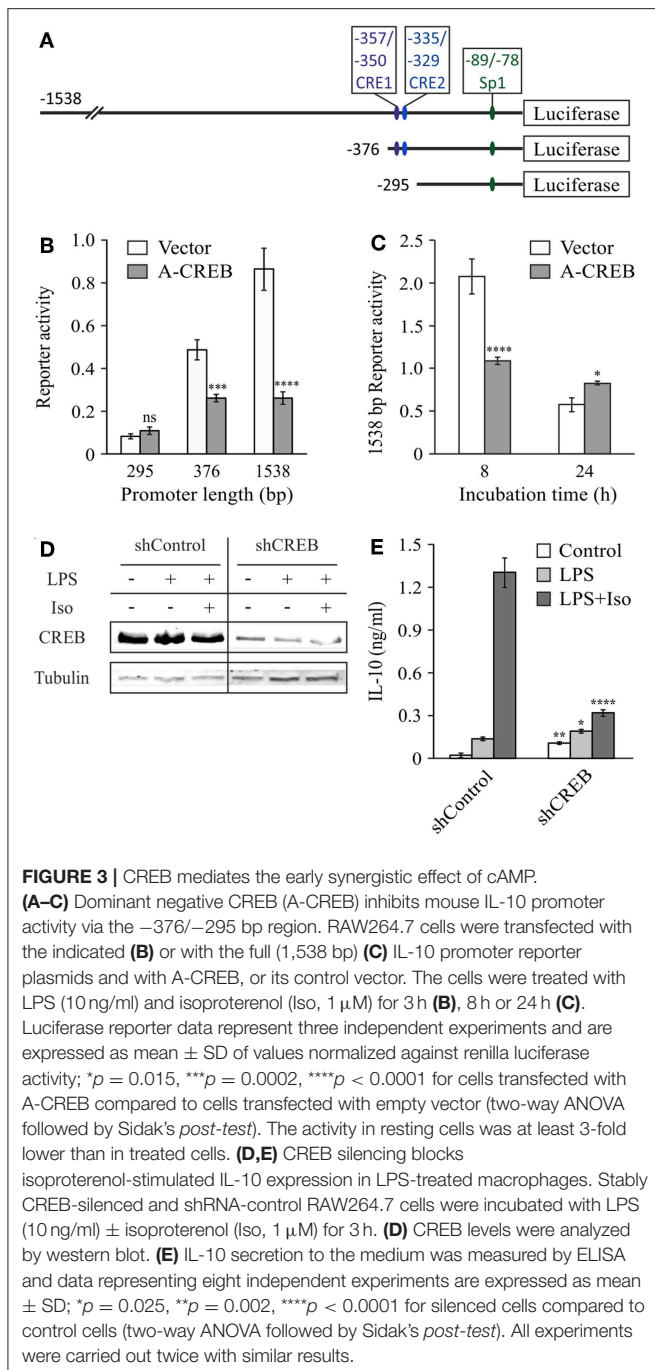 A
-357/
-350
CRE1
-335/
-329
CRE2
-89/-78
Sp1
-1538
Luciferase
-376
Luciferase
-295
Luciferase
B
Reporter activity
1.0
0.8
0.6
0.4
0.2
0
Vector
A-CREB
ns
***
****
295 376 1538
Promoter length (bp)
C
1538 bp Reporter activity
2.5
2.0
1.5
1.0
0.5
0
Vector
A-CREB
****
*
8 24
Incubation time (h)
D
shControl shCREB
LPS - + + - + +
Iso - - + - - +
CREB
Tubulin
E
IL-10 (ng/ml)
1.5
1.2
0.9
0.6
0.3
0
Control
LPS
LPS+Iso
** * ****
shControl
shCREB
FIGURE 3 | CREB mediates the early synergistic effect of cAMP.
(A–C) Dominant negative CREB (A-CREB) inhibits mouse IL-10 promoter
activity via the −376/−295 bp region. RAW264.7 cells were transfected with
the indicated (B) or with the full (1,538 bp) (C) IL-10 promoter reporter
plasmids and with A-CREB, or its control vector. The cells were treated with
LPS (10 ng/ml) and isoproterenol (Iso, 1 µM) for 3 h (B), 8 h or 24 h (C).
Luciferase reporter data represent three independent experiments and are
expressed as mean ± SD of values normalized against renilla luciferase
activity; *p = 0.015, ***p = 0.0002, ****p < 0.0001 for cells transfected with
A-CREB compared to cells transfected with empty vector (two-way ANOVA
followed by Sidak's post-test). The activity in resting cells was at least 3-fold
lower than in treated cells. (D,E) CREB silencing blocks
isoproterenol-stimulated IL-10 expression in LPS-treated macrophages. Stably
CREB-silenced and shRNA-control RAW264.7 cells were incubated with LPS
(10 ng/ml) ± isoproterenol (Iso, 1 µM) for 3 h. (D) CREB levels were analyzed
by western blot. (E) IL-10 secretion to the medium was measured by ELISA
and data representing eight independent experiments are expressed as mean
± SD; *p = 0.025, **p = 0.002, ****p < 0.0001 for silenced cells compared to
control cells (two-way ANOVA followed by Sidak's post-test). All experiments
were carried out twice with similar results.